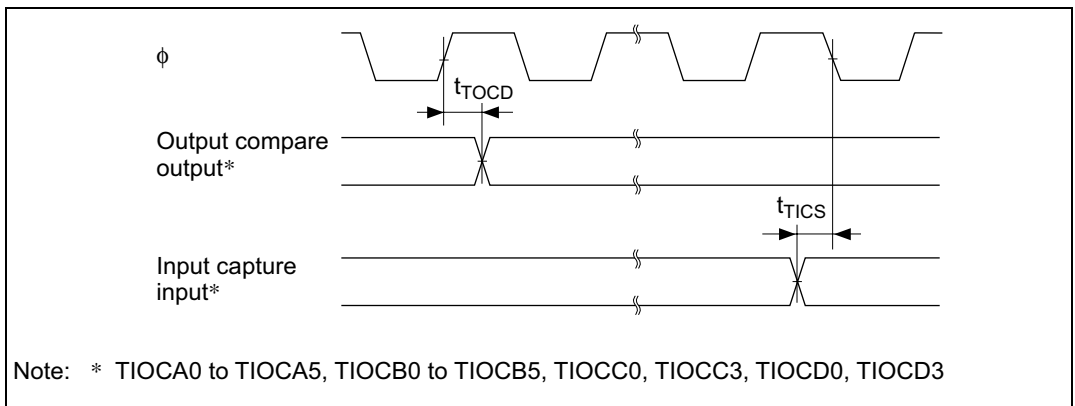 ϕ
tTOCD
Output compare
output*
tTICS
Input capture
input*
Note: * TIOCA0 to TIOCA5, TIOCB0 to TIOCB5, TIOCC0, TIOCC3, TIOCD0, TIOCD3